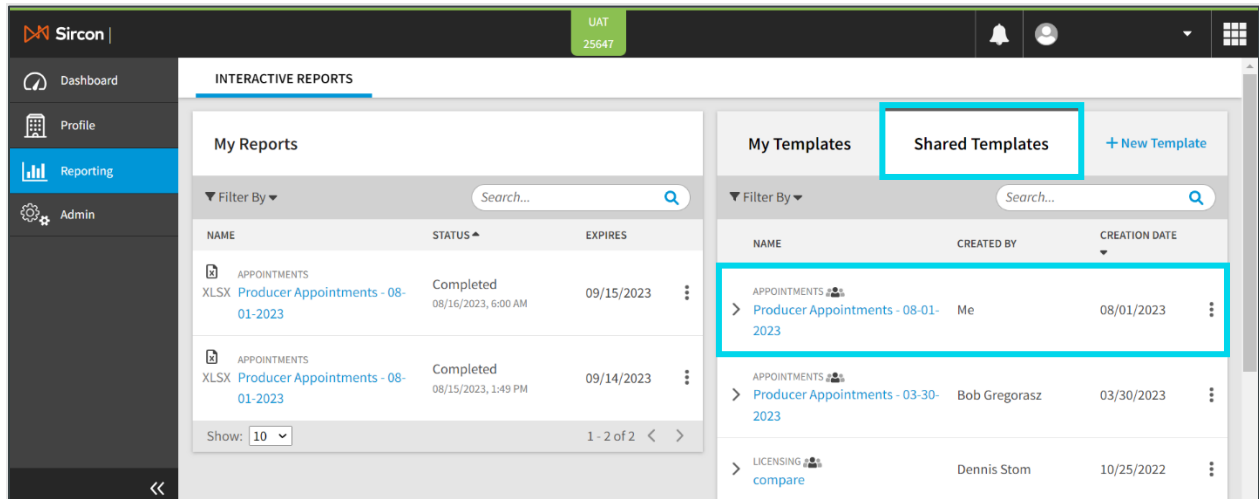 Sircon |
UAT
25647
Dashboard
Profile
Reporting
Admin
INTERACTIVE REPORTS
My Reports
Filter By
Search...
NAME
STATUS
EXPIRES
APPOINTMENTS
XLSX Producer Appointments - 08-
01-2023
Completed
08/16/2023, 6:00 AM
09/15/2023
APPOINTMENTS
XLSX Producer Appointments - 08-
01-2023
Completed
08/15/2023, 1:49 PM
09/14/2023
Show: 10
1 - 2 of 2
My Templates
Shared Templates
+ New Template
Filter By
Search...
NAME
CREATED BY
CREATION DATE
APPOINTMENTS
Producer Appointments - 08-01-
2023
Me
08/01/2023
APPOINTMENTS
Producer Appointments - 03-30-
2023
Bob Gregorasz
03/30/2023
LICENSING
compare
Dennis Stom
10/25/2022